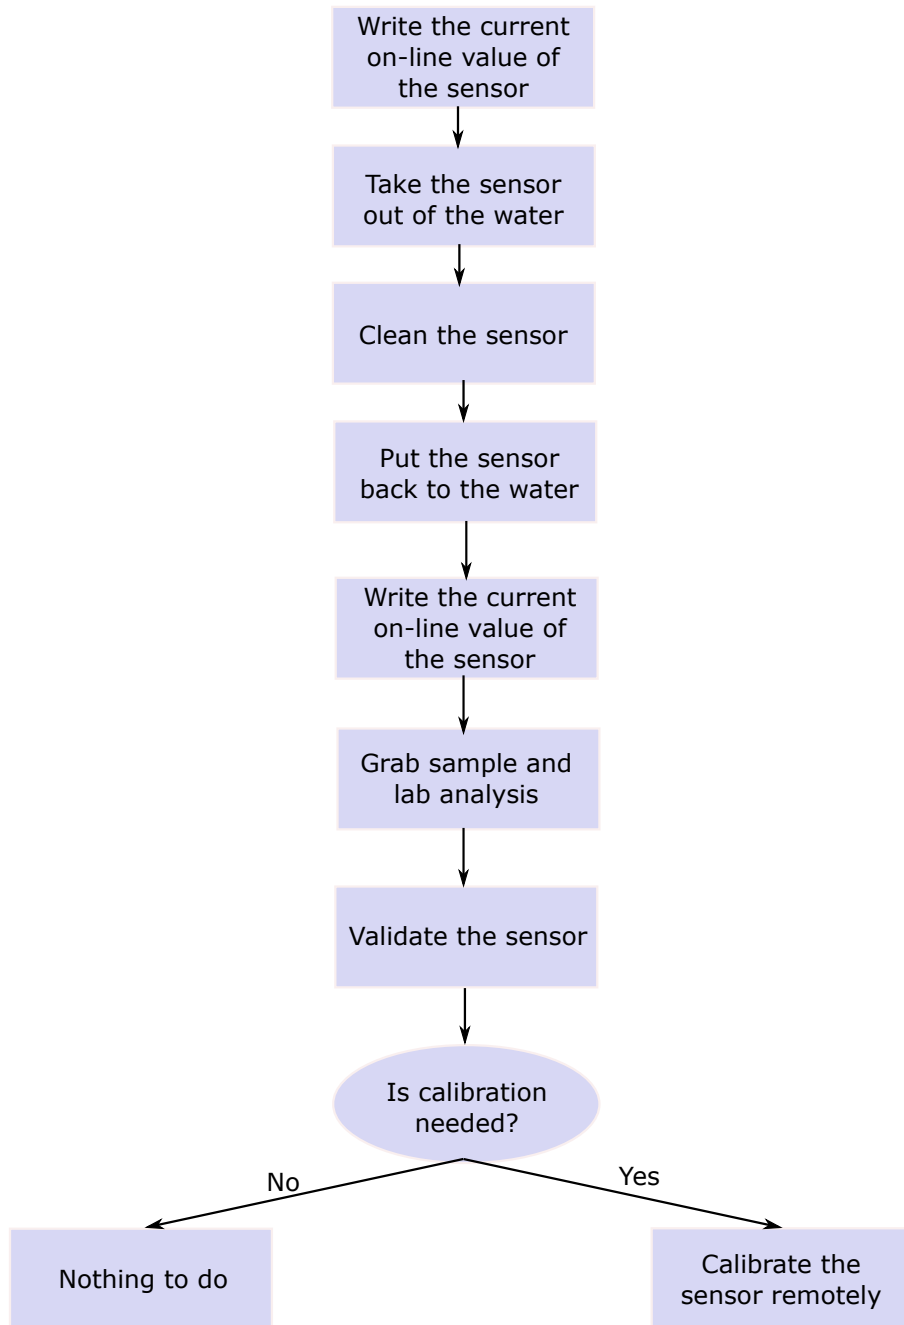 Write the current
on-line value of
the sensor
Take the sensor
out of the water
Clean the sensor
Put the sensor
back to the water
Write the current
on-line value of
the sensor
Grab sample and
lab analysis
Validate the sensor
Is calibration
needed?
No
Yes
Nothing to do
Calibrate the
sensor remotely